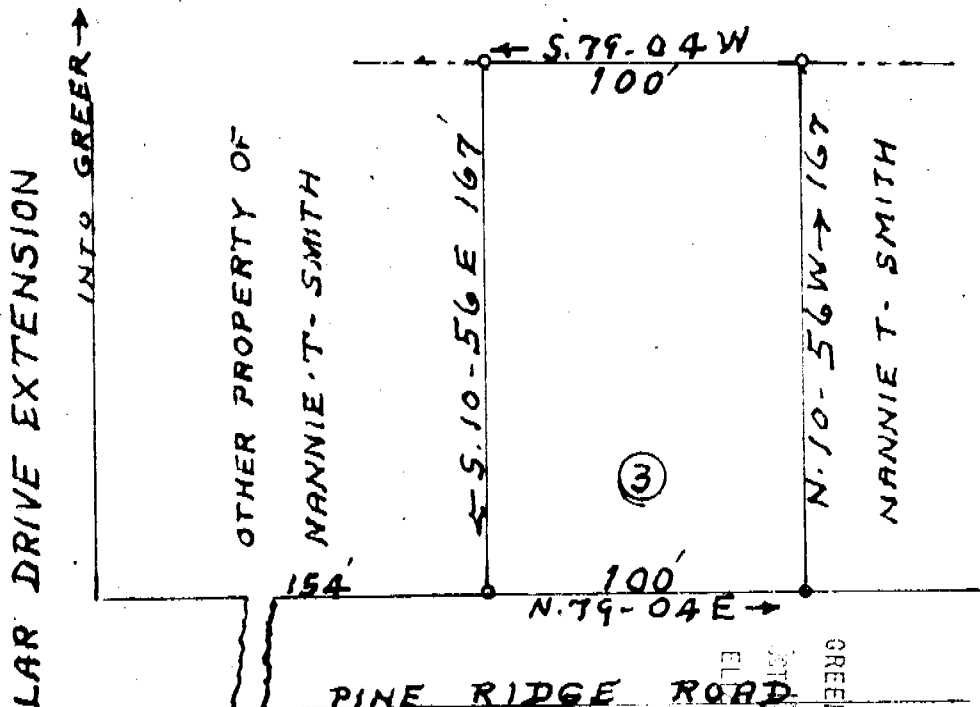 ← S. 79-04 W
100'
INTO GREER →
LAR DRIVE EXTENSION
OTHER PROPERTY OF
NANNIE T. SMITH
← S. 10-56 E 167'
N. 10-56 W → 167
NANNIE T. SMITH
3
154'
100'
N. 79-04 E →
PINE RIDGE ROAD